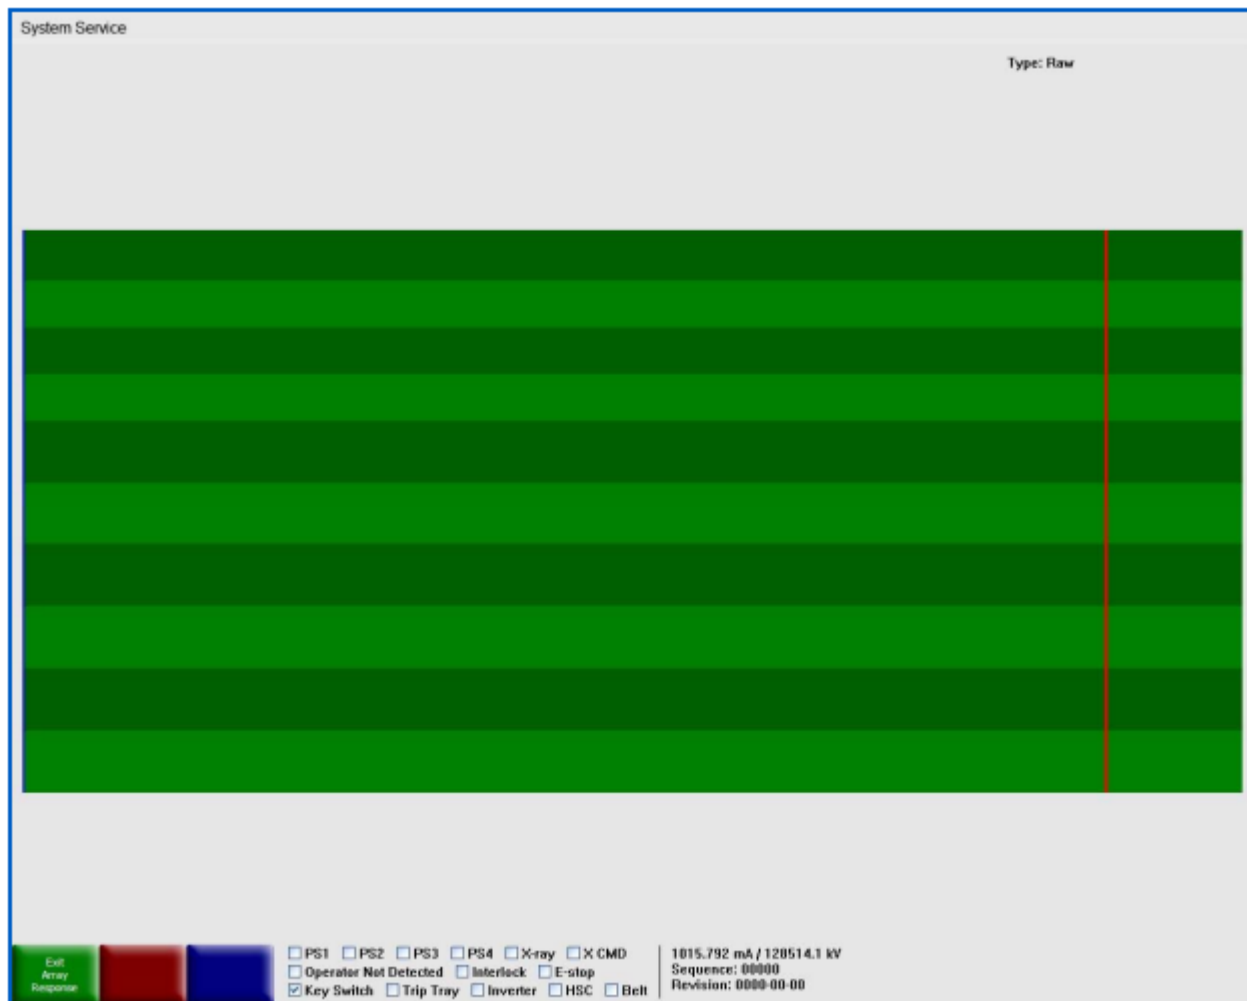 System Service
Type: Raw
Exit
Array
Response
PS1 PS2 PS3 PS4 X-ray X CMD
Operator Not Detected Interlock E-stop
Key Switch Trip Tray Inverter HSC Belt
1015.792 mA / 128514.1 kV
Sequence: 00000
Revision: 0000-00-00